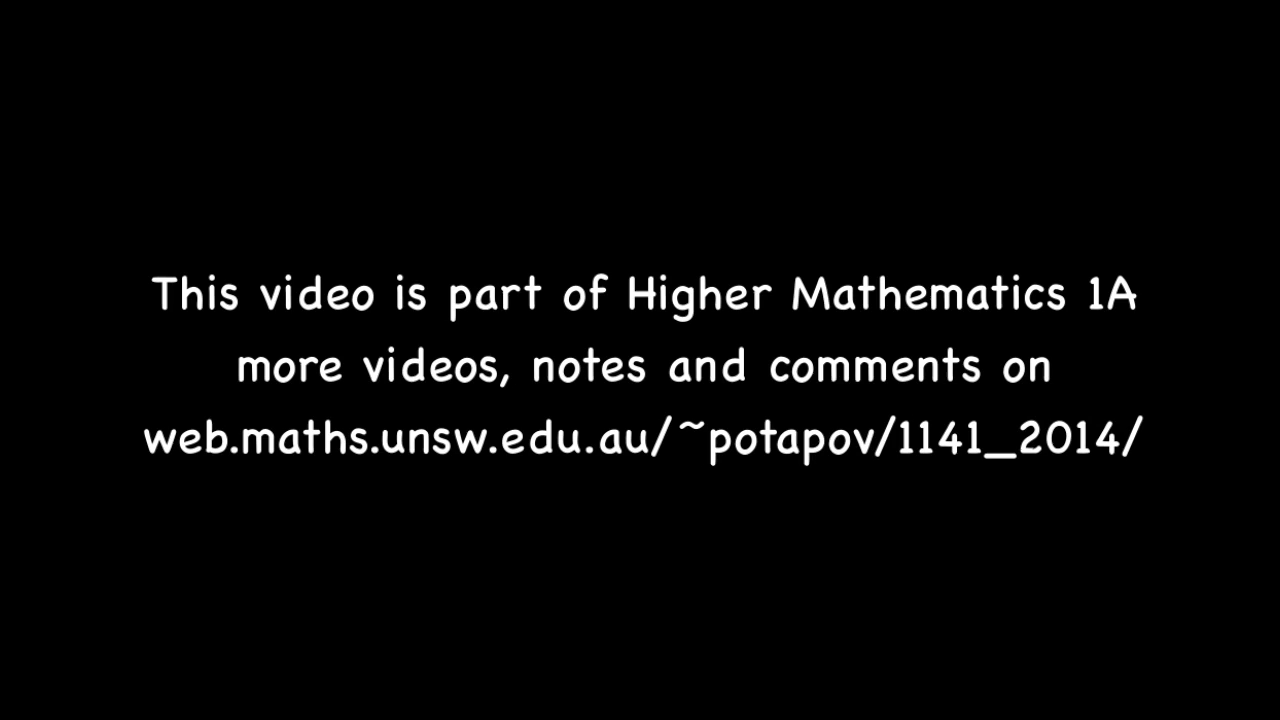 This video is part of Higher Mathematics 1A
more videos, notes and comments on
web.maths.unsw.edu.au/~potapov/1141_2014/